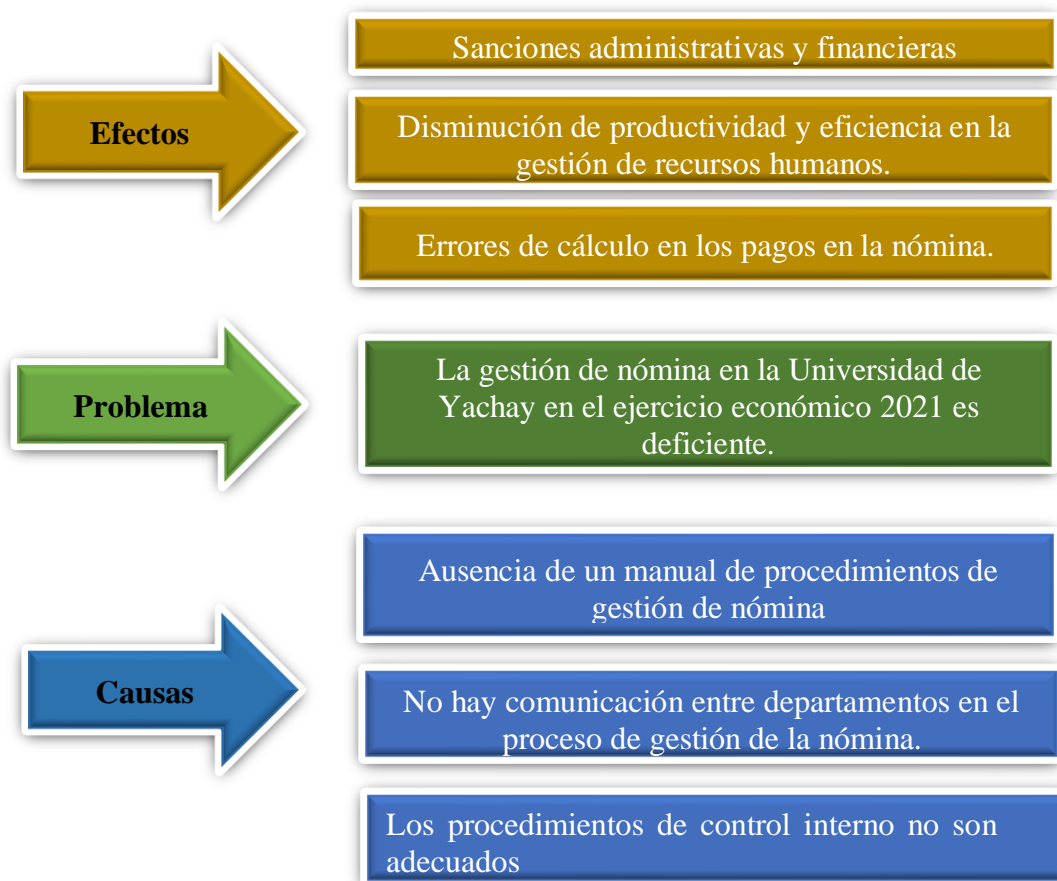 Efectos
Sanciones administrativas y financieras
Disminución de productividad y eficiencia en la
gestión de recursos humanos.
Errores de cálculo en los pagos en la nómina.
Problema
La gestión de nómina en la Universidad de
Yachay en el ejercicio económico 2021 es
deficiente.
Causas
Ausencia de un manual de procedimientos de
gestión de nómina
No hay comunicación entre departamentos en el
proceso de gestión de la nómina.
Los procedimientos de control interno no son
adecuados